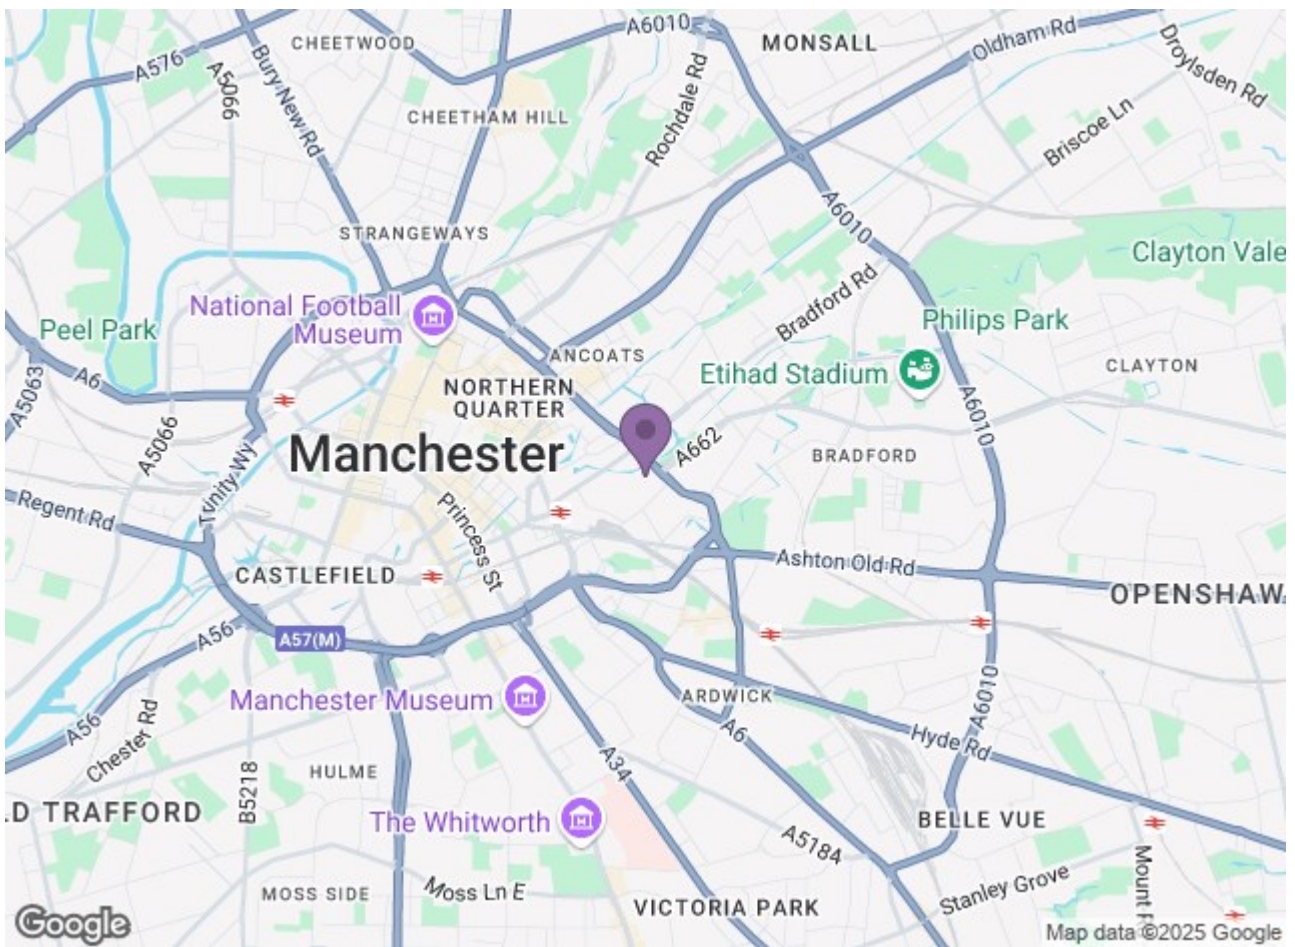 CHEETWOOD
A6010
MONSALL
Oldham Rd
Droylsden Rd
A576
A5066
Bury New Rd
CHEETHAM HILL
Rochdale Rd
Briscoe Ln
STRANGEWAYS
A6010
Clayton Vale
National Football
Museum
Bradford Rd
Peel Park
Philips Park
ANCOATS
Etihad Stadium
CLAYTON
A6
A5063
NORTHERN
QUARTER
A6010
A5066
Manchester
A662
BRADFORD
Trinity Wy
Regent Rd
Princess St
Ashton Old Rd
CASTLEFIELD
OPENSHAW
A56
A57(M)
Manchester Museum
ARDWICK
A6010
A56
Chester Rd
A6
Hyde Rd
HULME
A34
B5218
.D TRAFFORD
The Whitworth
BELLE VUE
A5184
MOSS SIDE
Moss Ln E
VICTORIA PARK
Stanley Grove
Mount R
Google
Map data ©2025 Google